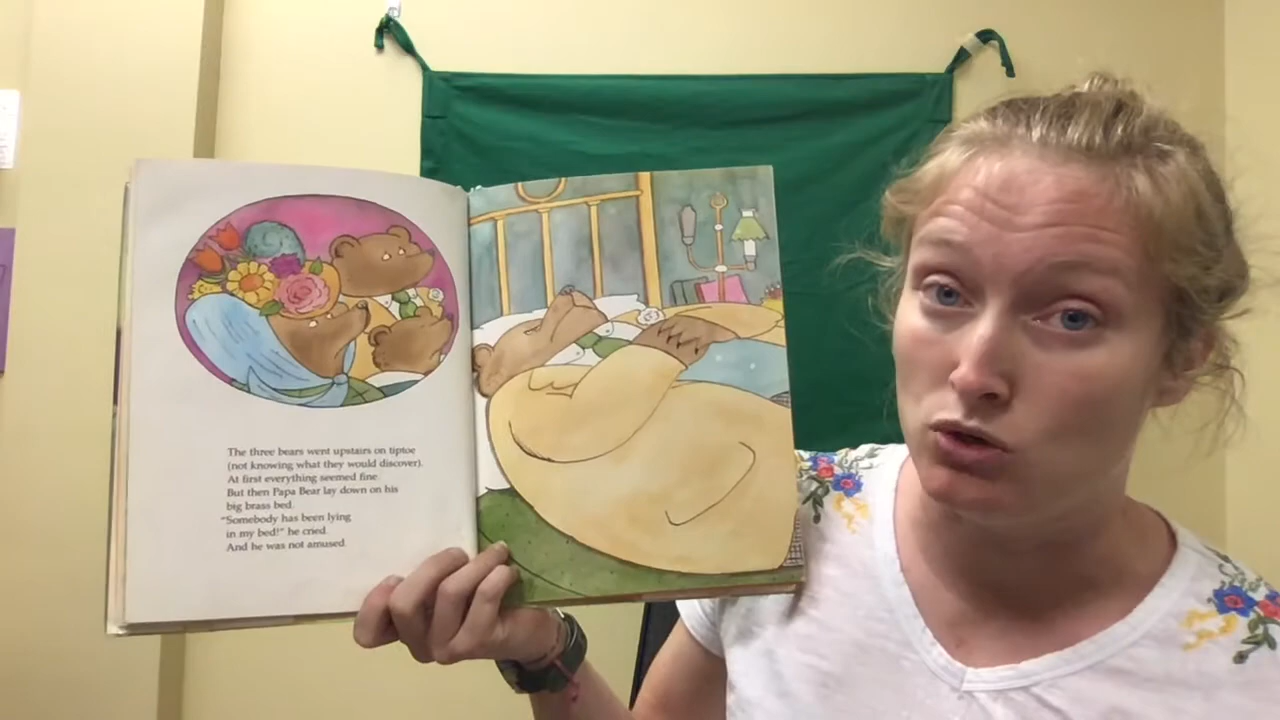 The three bears went upstairs on tiptoe
(not knowing what they would discover).
At first everything seemed fine.
But then Papa Bear lay down on his
big brass bed.
"Somebody has been lying
in my bed!" he cried.
And he was not amused.